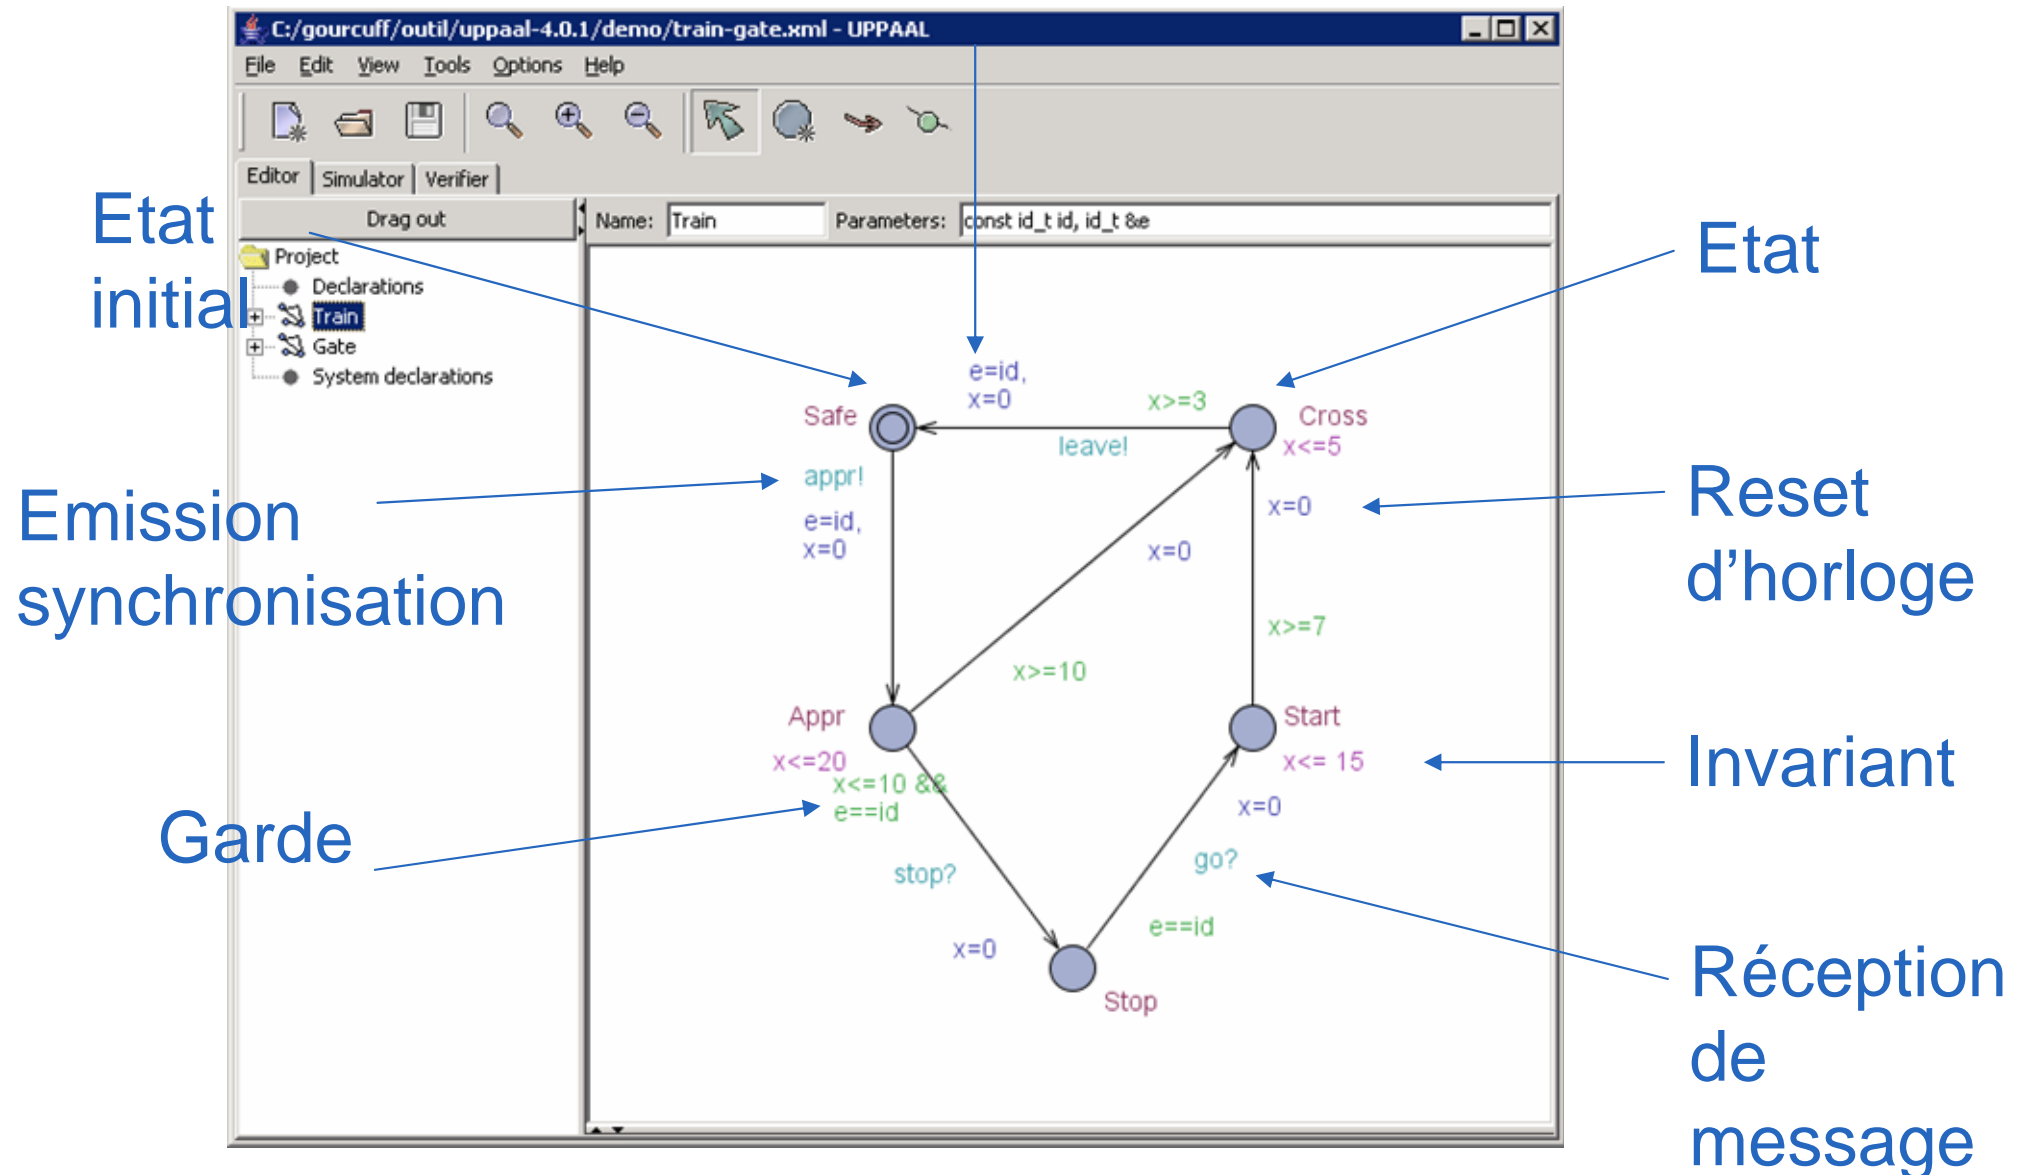 C:/gourcuff/outil/uppaal-4.0.1/demo/train-gate.xml - UPPAAL
File Edit View Tools Options Help
Editor Simulator Verifier
Drag out
Name: Train Parameters: const id_t id, id_t &e
Project
Declarations
Train
Gate
System declarations
Etat
initial
Etat
e=id,
x=0
x>=3
Safe
Cross
leave!
x<=5
appr!
Emission
synchronisation
e=id,
x=0
x=0
Reset
d’horloge
x=0
x>=7
x>=10
Appr
Start
x<=20
x<= 15
Invariant
x<=10 &&
e==id
Garde
x=0
stop?
go?
e==id
x=0
Stop
Réception
de
message